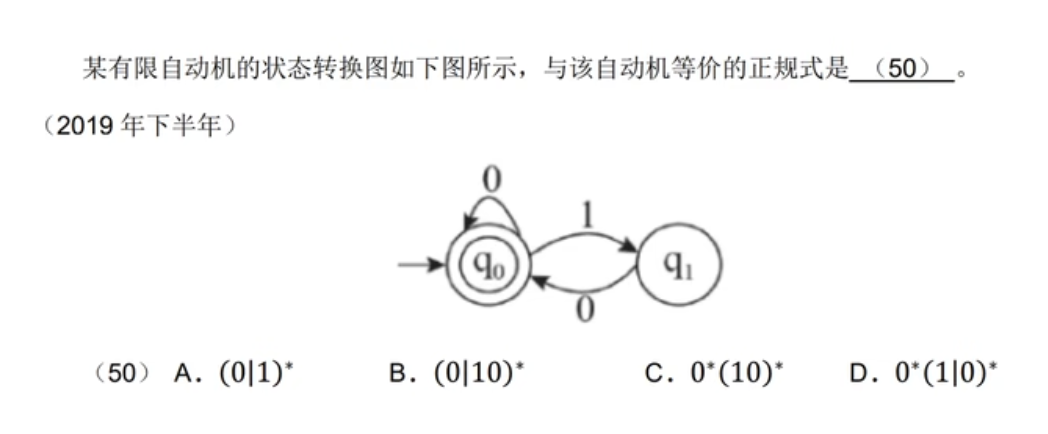 某有限自动机的状态转换图如下图所示，与该自动机等价的正规式是 （50） 。
（2019 年下半年）
0
1
q₀
q₁
0
（50） A. (0|1)* B. (0|10)* C. 0*(10)* D. 0*(1|0)*